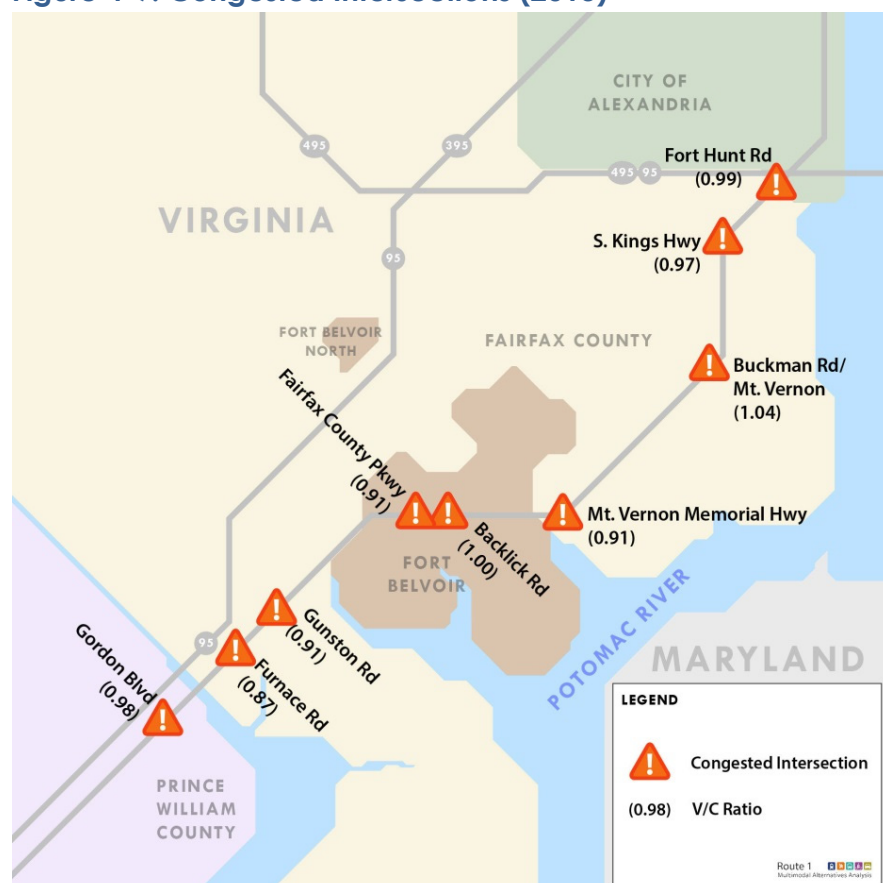 CITY OF
ALEXANDRIA
Fort Hunt Rd
(0.99)
495
395
495
95
VIRGINIA
S. Kings Hwy
(0.97)
95
FORT BELVOIR
NORTH
FAIRFAX COUNTY
Buckman Rd/
Mt. Vernon
(1.04)
Fairfax County Pkwy
(0.91)
Backlick Rd
(1.00)
Mt. Vernon Memorial Hwy
(0.91)
FORT
BELVOIR
Gunston Rd
(0.91)
POTOMAC RIVER
95
Furnace Rd
(0.87)
Gordon Blvd
(0.98)
MARYLAND
PRINCE
WILLIAM
COUNTY
LEGEND
Congested Intersection
(0.98) V/C Ratio
Route 1
Multimodal Alternatives Analysis